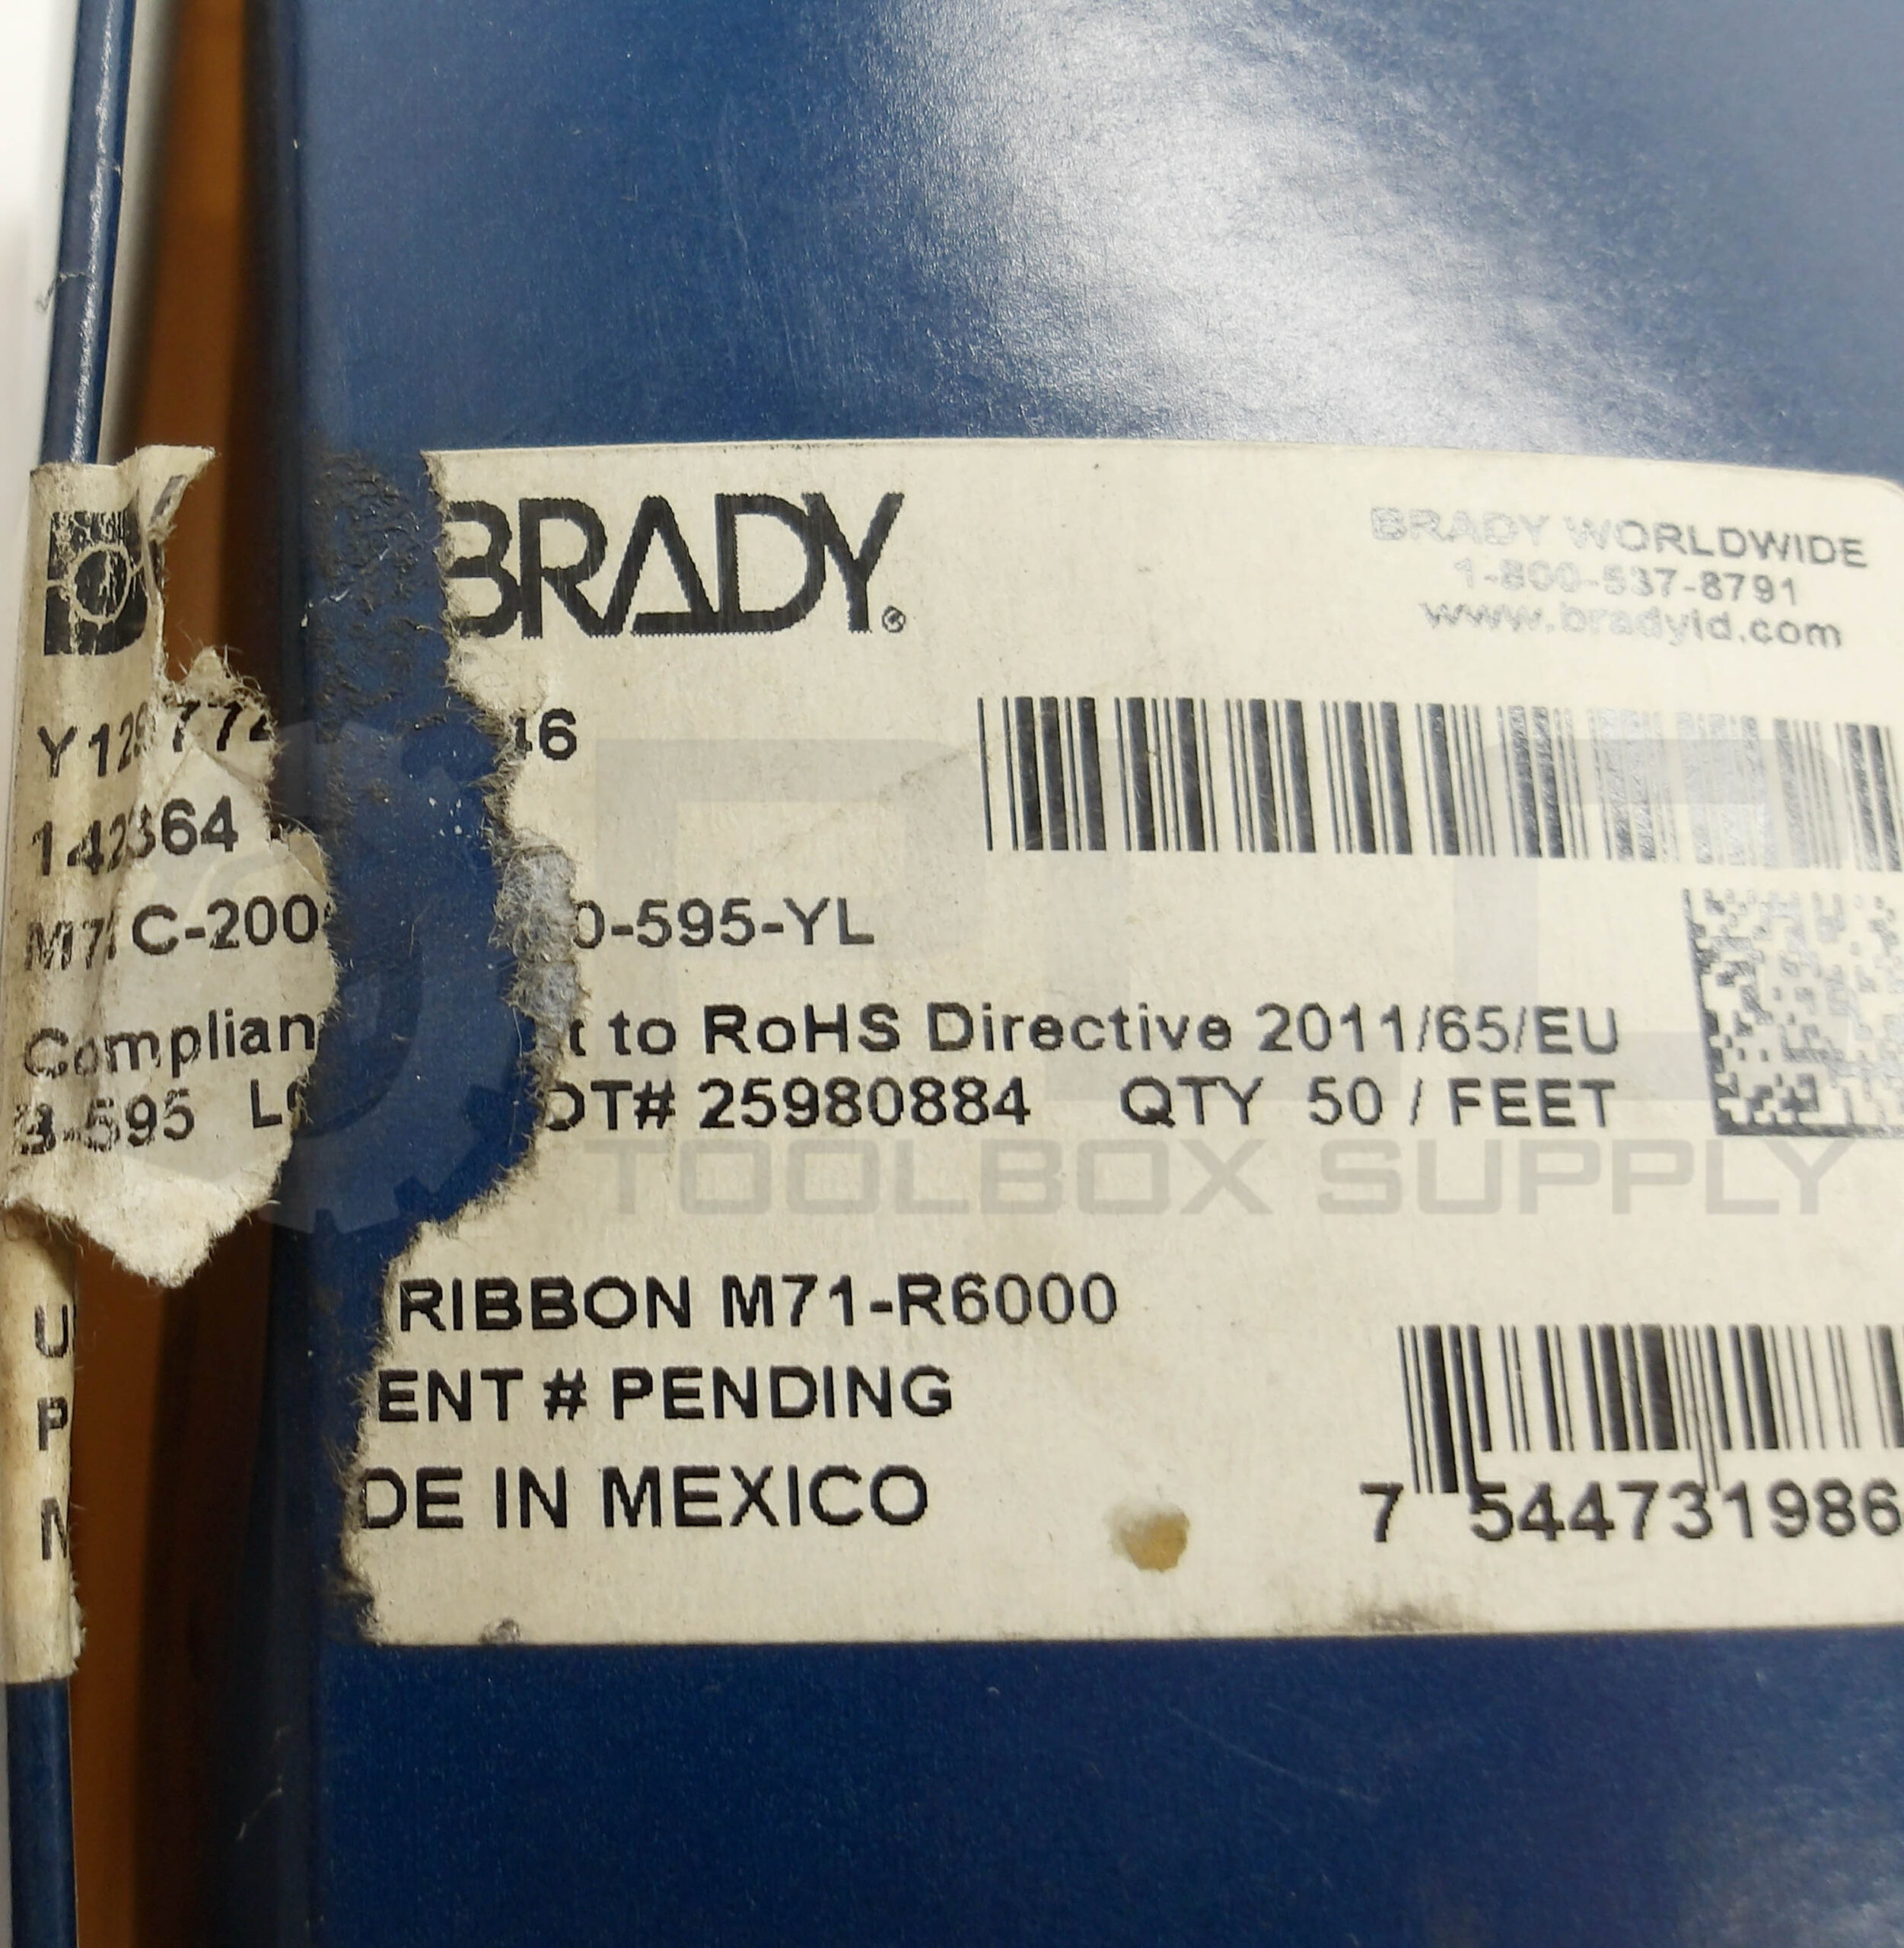 BRADY®
BRADY WORLDWIDE
1-800-537-8791
www.bradyid.com
46
142364
C-200
0-595-YL
Complian t to RoHS Directive 2011/65/EU
B-595 L OT# 25980884 QTY 50 / FEET
U RIBBON M71-R6000
P ENT # PENDING
M DE IN MEXICO
7 544731986
TOOLBOX SUPPLY